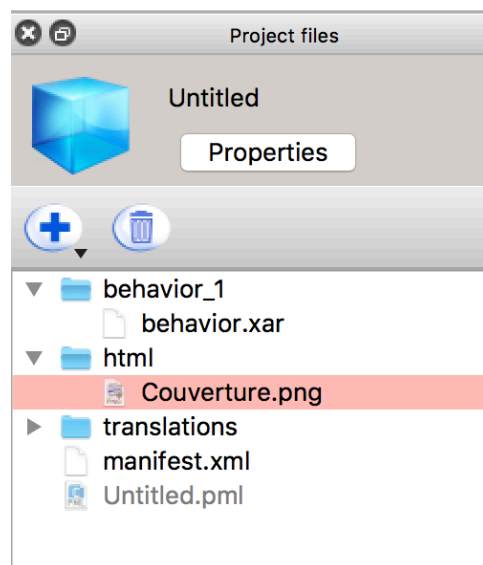 Project files
Untitled
Properties
behavior_1
behavior.xar
html
Couverture.png
translations
manifest.xml
Untitled.pml